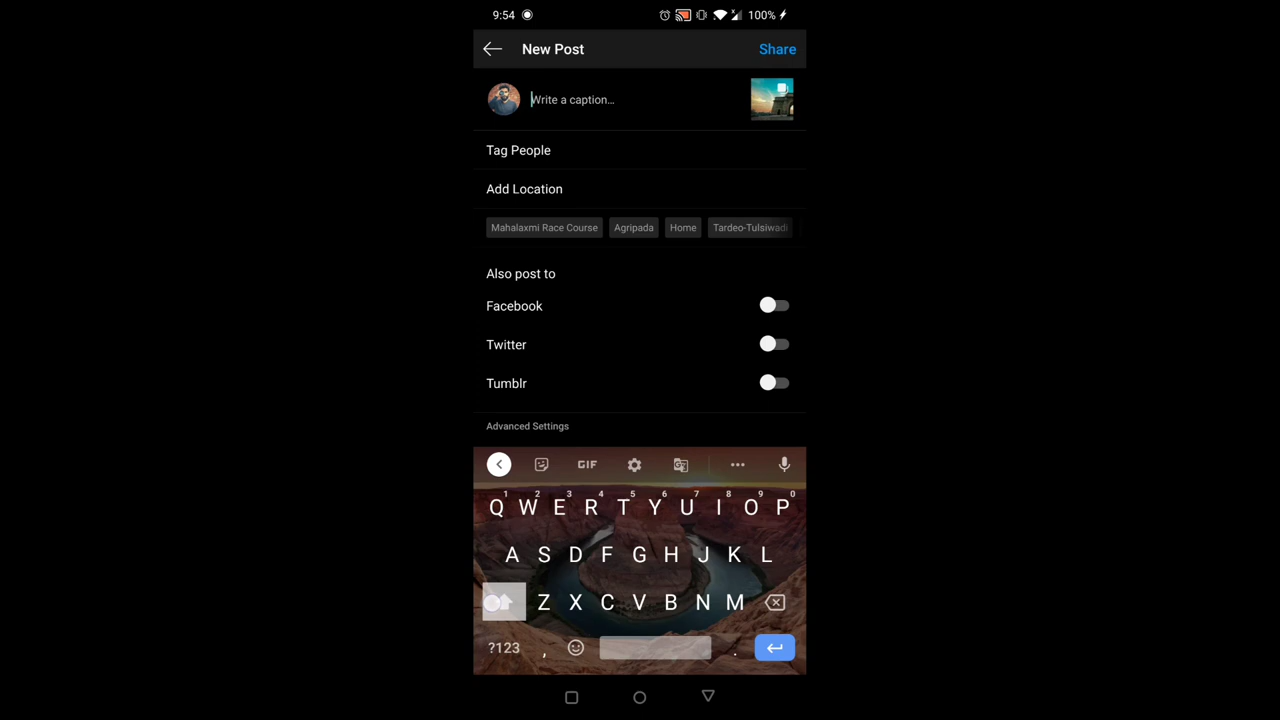 9:54 100%
New Post Share
Write a caption...
Tag People
Add Location
Mahalaxmi Race Course Agripada Home Tardeo-Tulsiwadi
Also post to
Facebook
Twitter
Tumblr
Advanced Settings
GIF
1 2 3 4 5 6 7 8 9 0
Q W E R T Y U I O P
A S D F G H J K L
Z X C V B N M
?123 , .